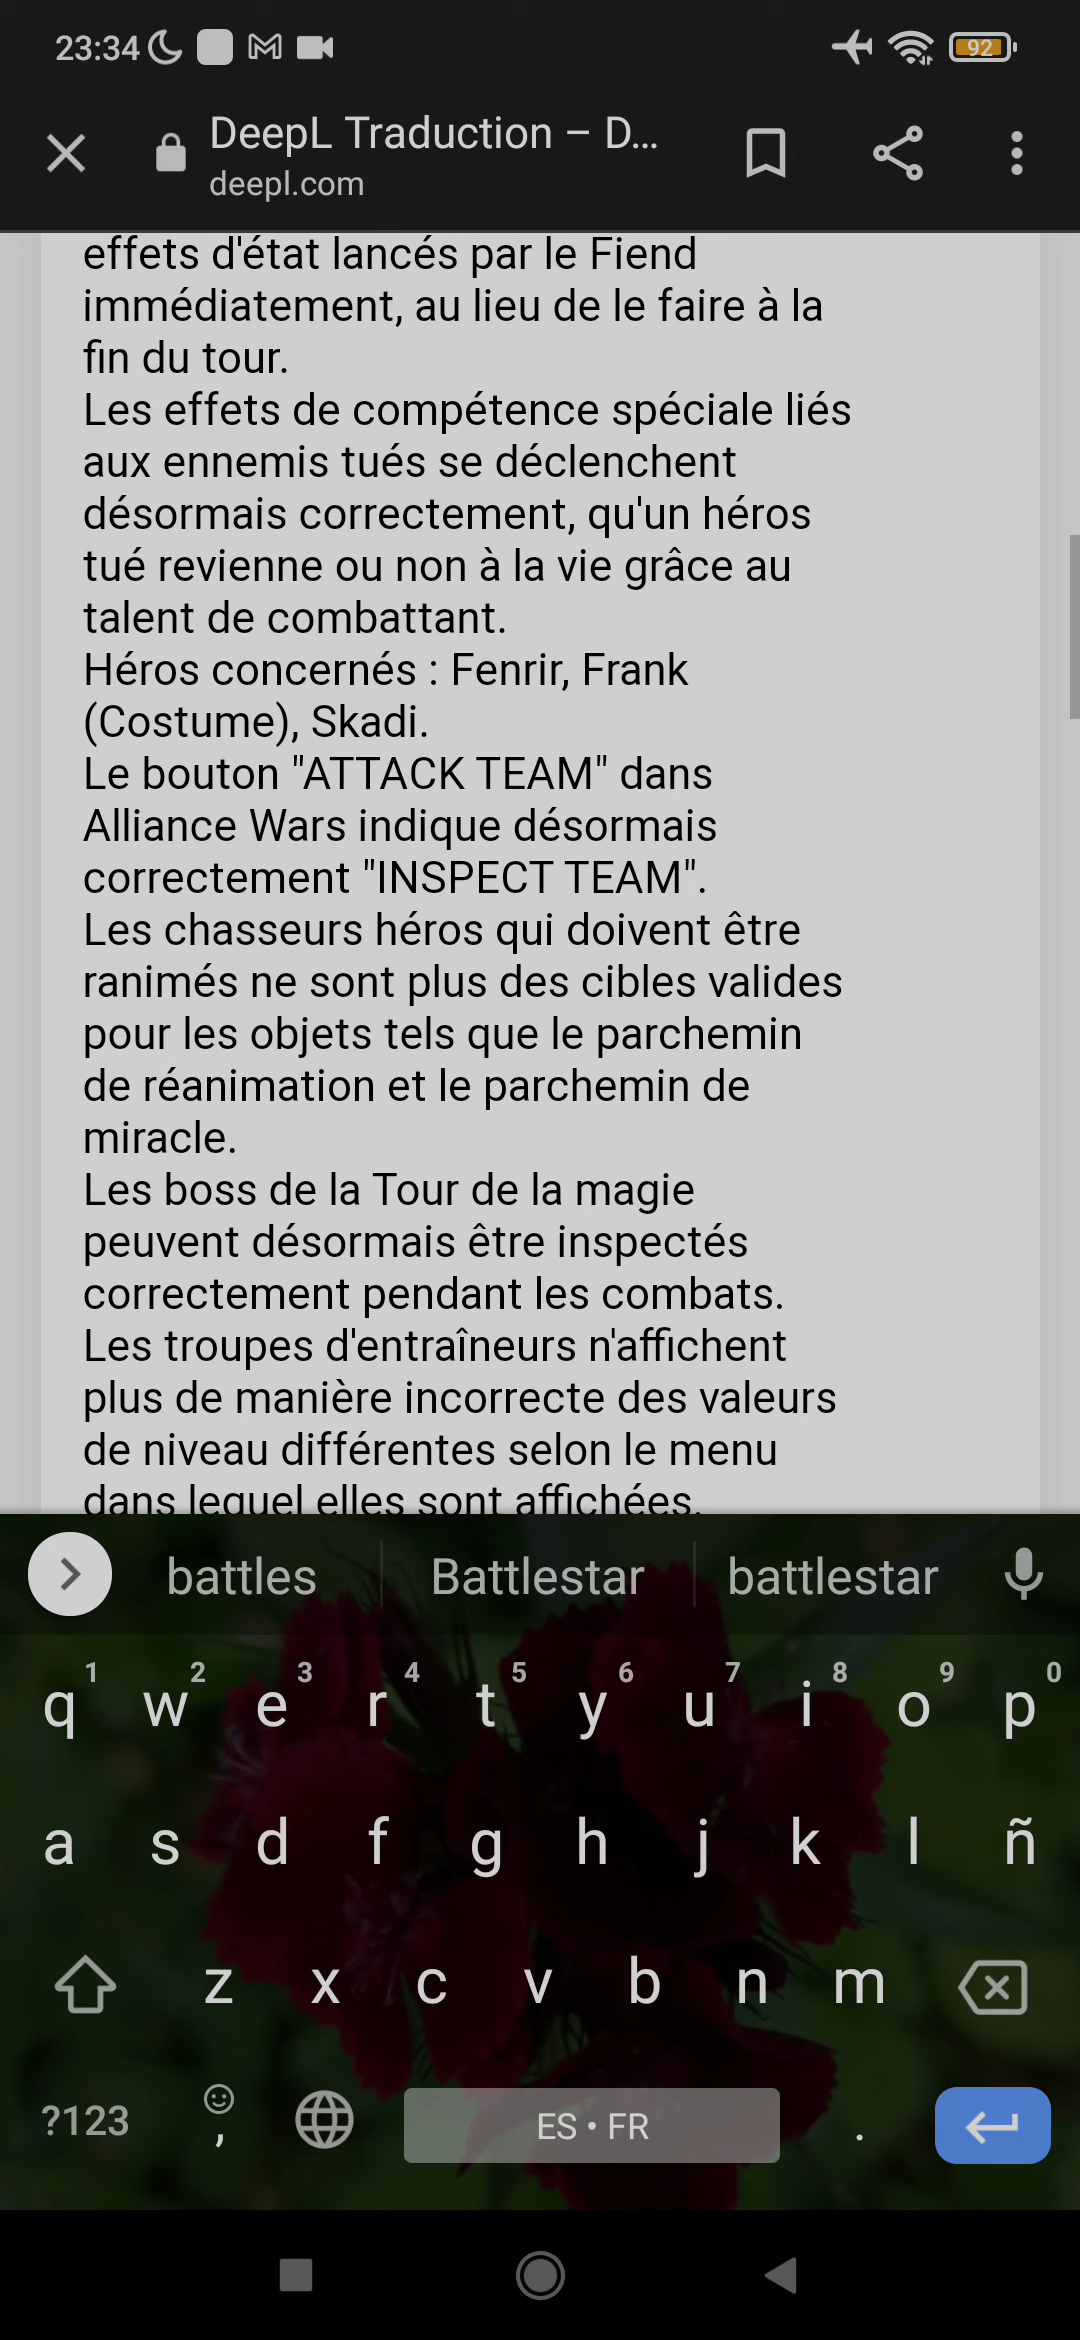 23:34
92
DeepL Traduction – D...
deepl.com
effets d'état lancés par le Fiend
immédiatement, au lieu de le faire à la
fin du tour.
Les effets de compétence spéciale liés
aux ennemis tués se déclenchent
désormais correctement, qu'un héros
tué revienne ou non à la vie grâce au
talent de combattant.
Héros concernés : Fenrir, Frank
(Costume), Skadi.
Le bouton "ATTACK TEAM" dans
Alliance Wars indique désormais
correctement "INSPECT TEAM".
Les chasseurs héros qui doivent être
ranimés ne sont plus des cibles valides
pour les objets tels que le parchemin
de réanimation et le parchemin de
miracle.
Les boss de la Tour de la magie
peuvent désormais être inspectés
correctement pendant les combats.
Les troupes d'entraîneurs n'affichent
plus de manière incorrecte des valeurs
de niveau différentes selon le menu
dans lequel elles sont affichées.
battles Battlestar battlestar
1 2 3 4 5 6 7 8 9 0
q w e r t y u i o p
a s d f g h j k l ñ
z x c v b n m
?123 , ES • FR .